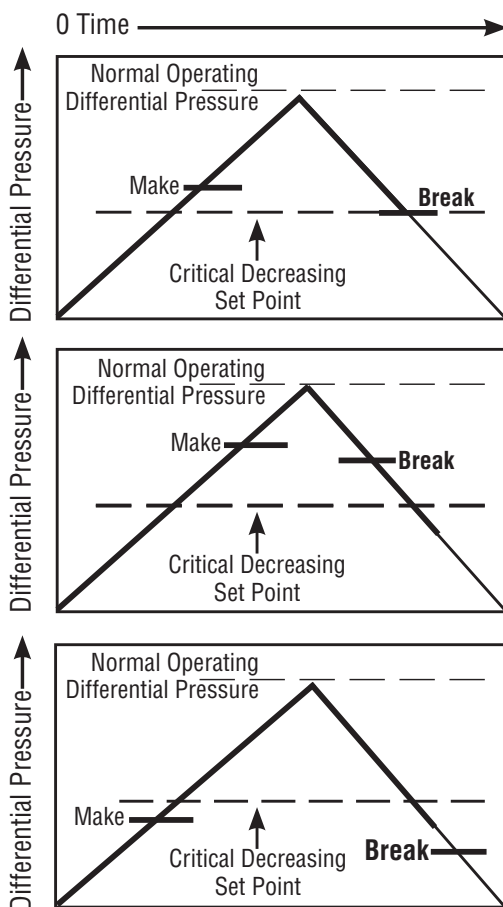 0 Time
Differential Pressure
Normal Operating
Differential Pressure
Make
Break
Critical Decreasing
Set Point
Differential Pressure
Normal Operating
Differential Pressure
Make
Break
Critical Decreasing
Set Point
Differential Pressure
Normal Operating
Differential Pressure
Make
Break
Critical Decreasing
Set Point